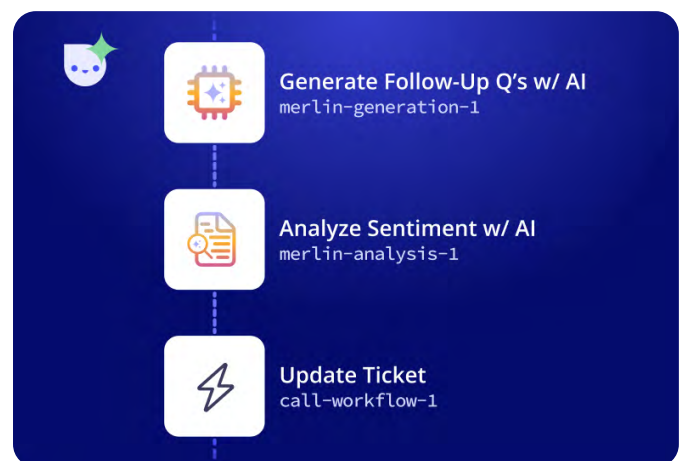 Generate Follow-Up Q’s w/ AI
merlin-generation-1
Analyze Sentiment w/ AI
merlin-analysis-1
Update Ticket
call-workflow-1